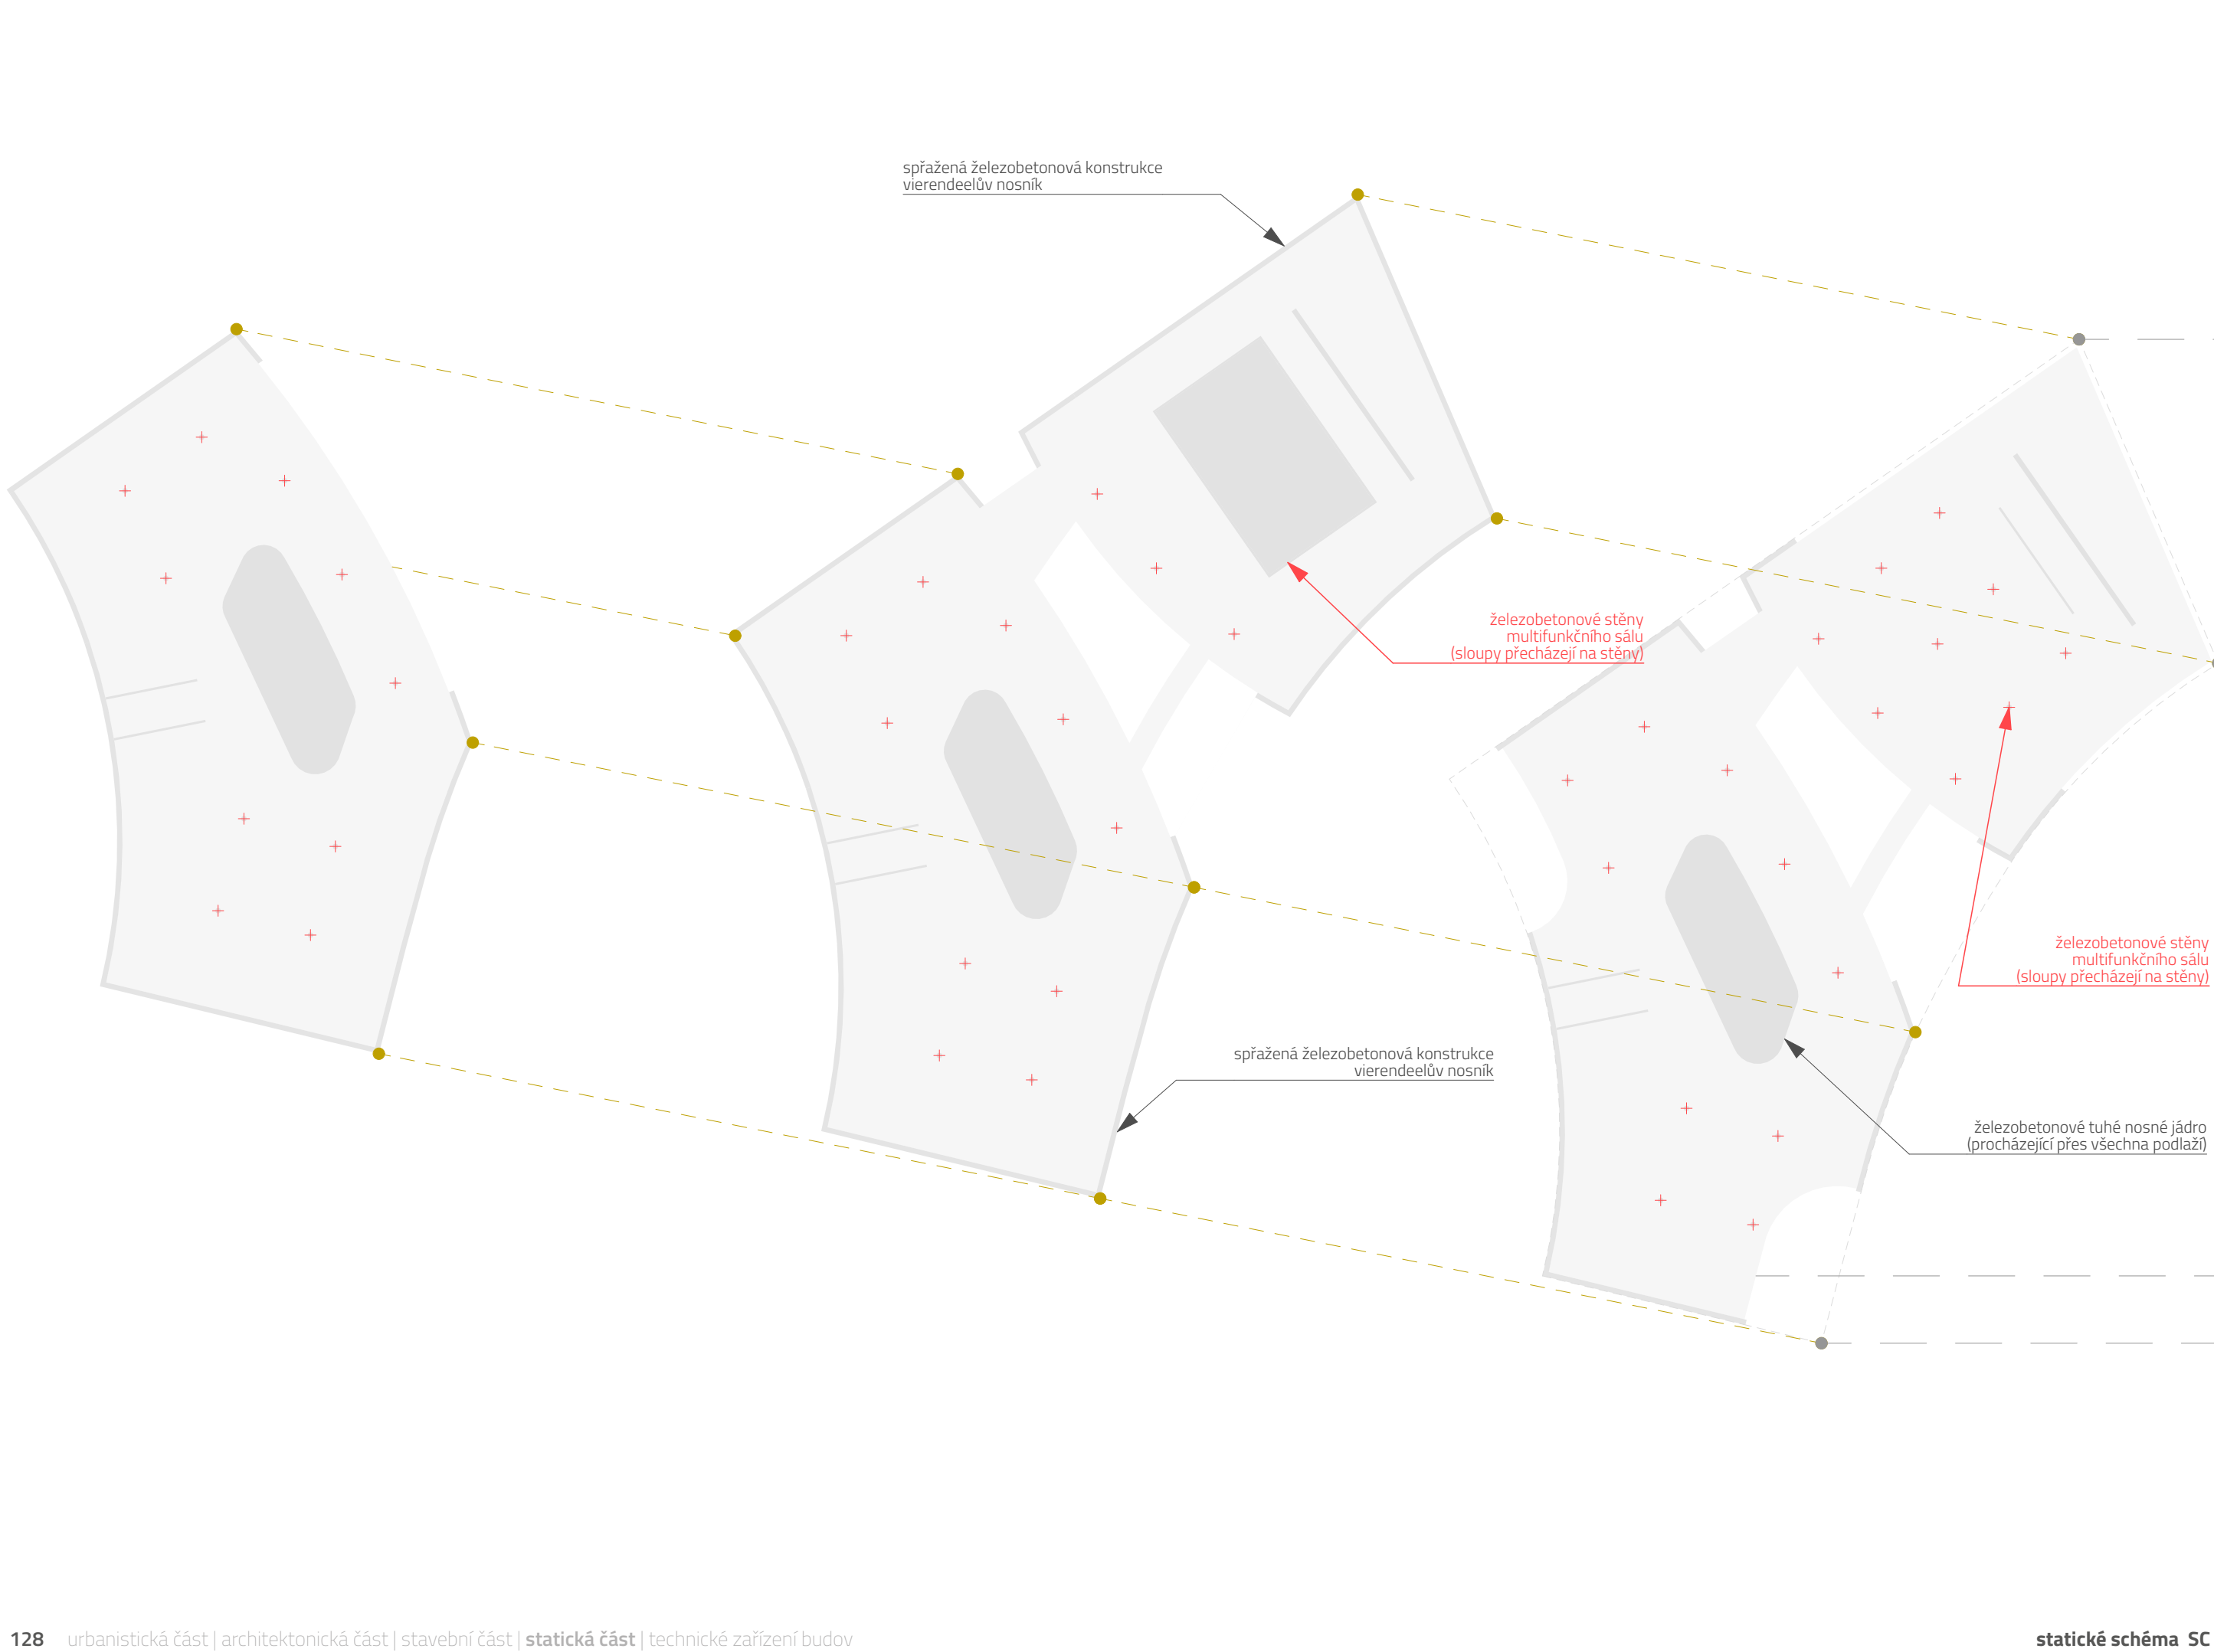 spřažená železobetonová konstrukce
vierendeelův nosník
železobetonové stěny
multifunkčního sálu
(sloupy přecházejí na stěny)
železobetonové stěny
multifunkčního sálu
(sloupy přecházejí na stěny)
spřažená železobetonová konstrukce
vierendeelův nosník
železobetonové tuhé nosné jádro
(procházející přes všechna podlaží)
128 urbanistická část | architektonická část | stavební část | statická část | technické zařízení budov
statické schéma SC